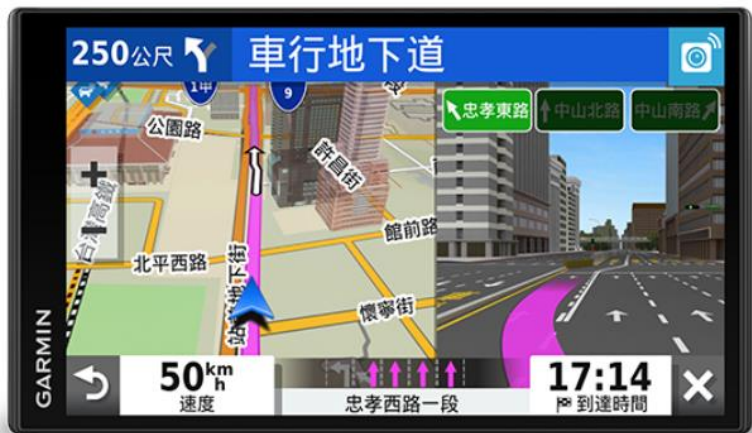 250公尺
車行地下道
1甲
9
公園路
許昌街
台灣高鐵
館前路
北平西路
站前地下街
懷寧街
忠孝東路
中山北路
中山南路
GARMIN
50 km/h
速度
忠孝西路一段
17:14
到達時間